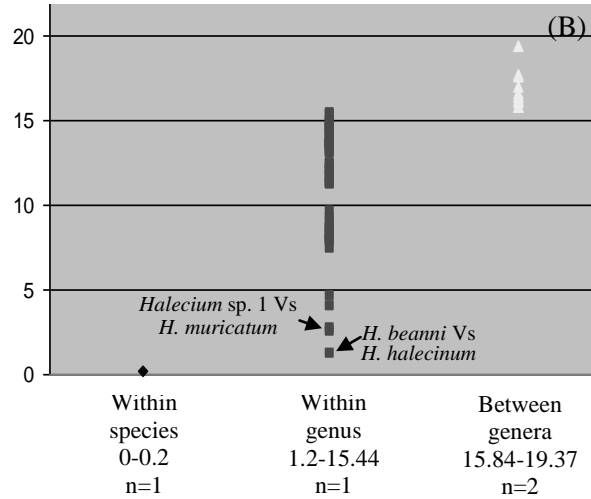 (B)
20
15
10
5
0
Halecium sp. 1 Vs
H. muricatum
H. beanni Vs
H. halecinum
Within
species
0-0.2
n=1
Within
genus
1.2-15.44
n=1
Between
genera
15.84-19.37
n=2